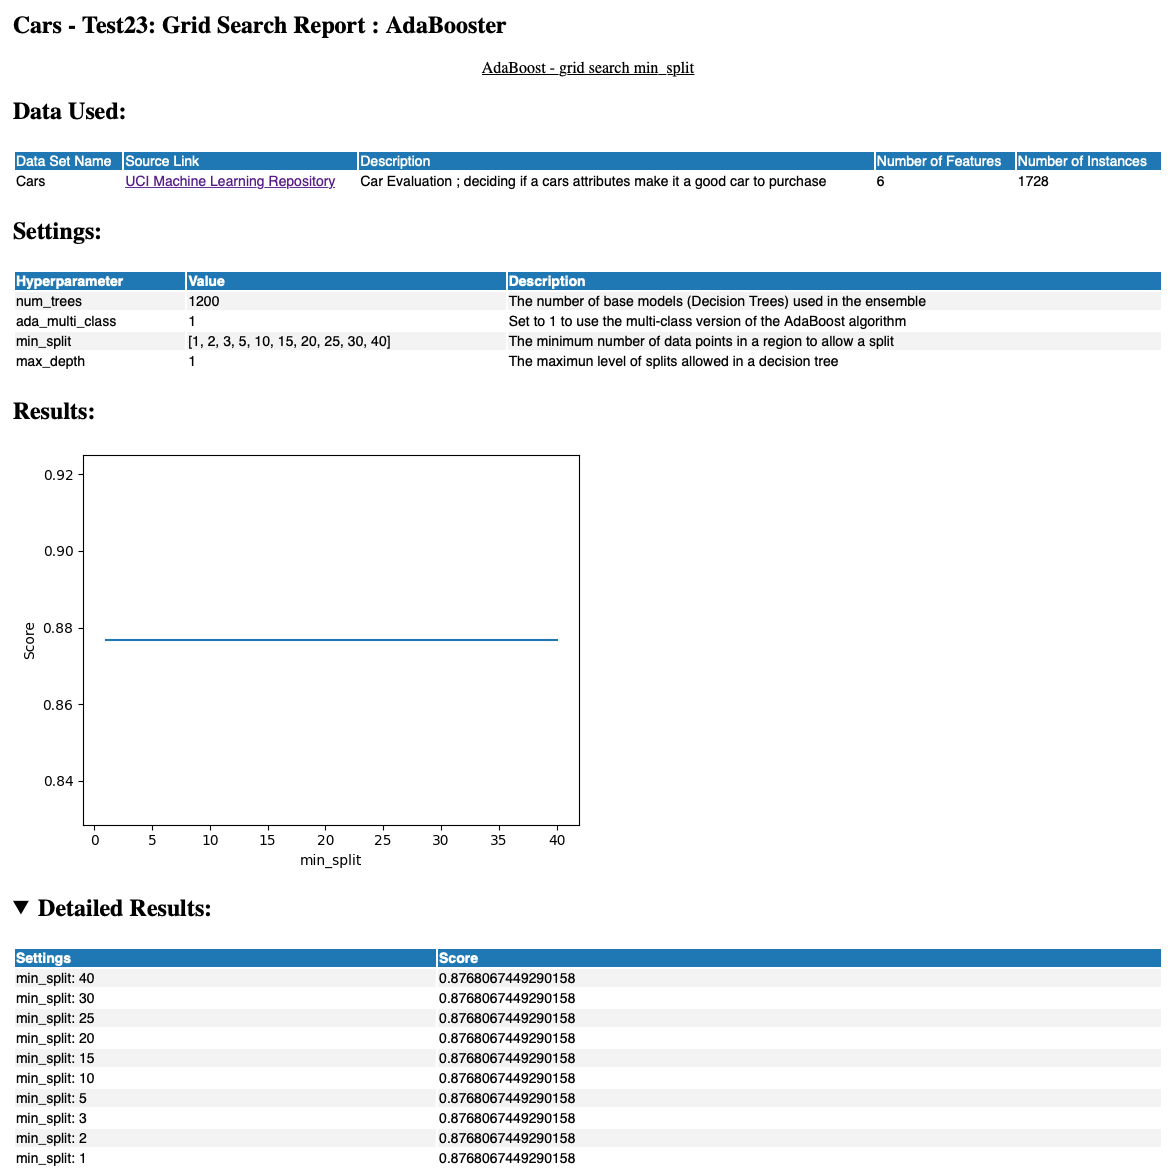 Cars - Test23: Grid Search Report : AdaBooster
AdaBoost - grid search min_split
Data Used:
Data Set Name Source Link Description Number of Features Number of Instances
Cars UCI Machine Learning Repository Car Evaluation ; deciding if a cars attributes make it a good car to purchase 6 1728
Settings:
Hyperparameter Value Description
num_trees 1200 The number of base models (Decision Trees) used in the ensemble
ada_multi_class 1 Set to 1 to use the multi-class version of the AdaBoost algorithm
min_split [1, 2, 3, 5, 10, 15, 20, 25, 30, 40] The minimum number of data points in a region to allow a split
max_depth 1 The maximun level of splits allowed in a decision tree
Results:
0.92
0.90
0.88
0.86
0.84
Score
0 5 10 15 20 25 30 35 40
min_split
▼ Detailed Results:
Settings Score
min_split: 40 0.8768067449290158
min_split: 30 0.8768067449290158
min_split: 25 0.8768067449290158
min_split: 20 0.8768067449290158
min_split: 15 0.8768067449290158
min_split: 10 0.8768067449290158
min_split: 5 0.8768067449290158
min_split: 3 0.8768067449290158
min_split: 2 0.8768067449290158
min_split: 1 0.8768067449290158